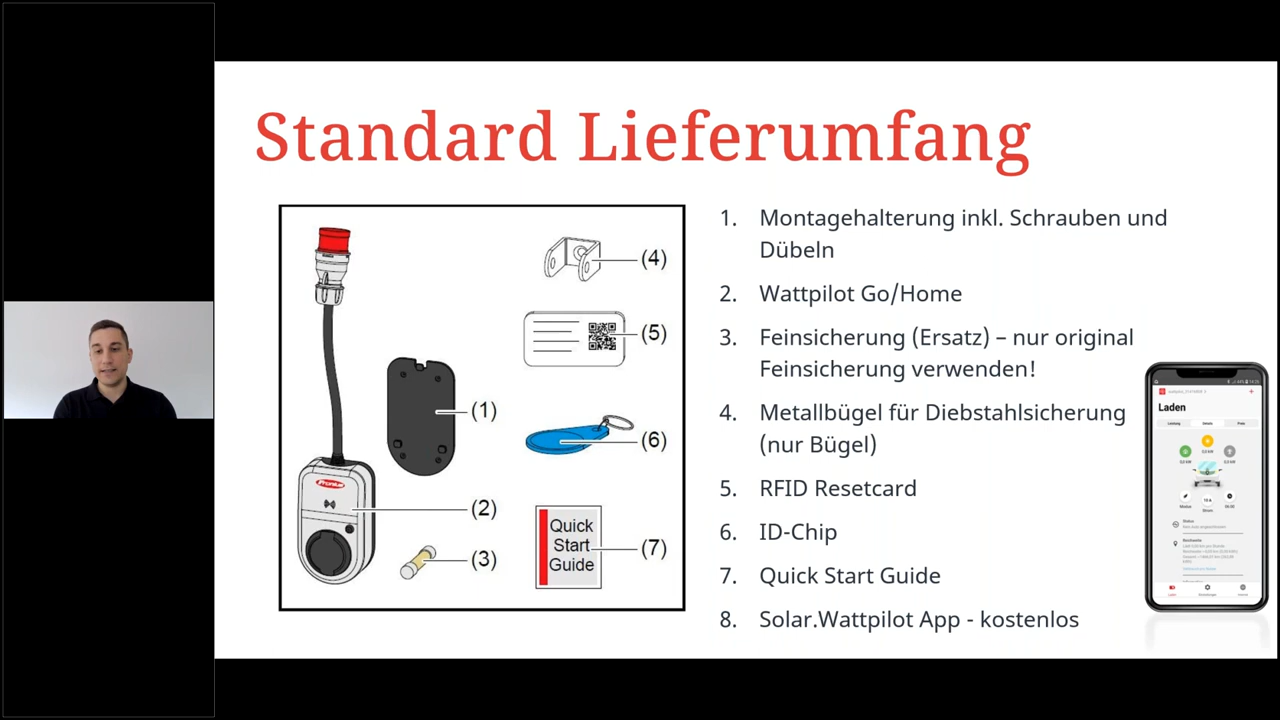 Standard Lieferumfang
(1)
(2)
(3)
(4)
(5)
(6)
(7)
Fronius
Quick
Start
Guide
1. Montagehalterung inkl. Schrauben und
Dübeln
2. Wattpilot Go/Home
3. Feinsicherung (Ersatz) – nur original
Feinsicherung verwenden!
4. Metallbügel für Diebstahlsicherung
(nur Bügel)
5. RFID Resetcard
6. ID-Chip
7. Quick Start Guide
8. Solar.Wattpilot App - kostenlos
Laden